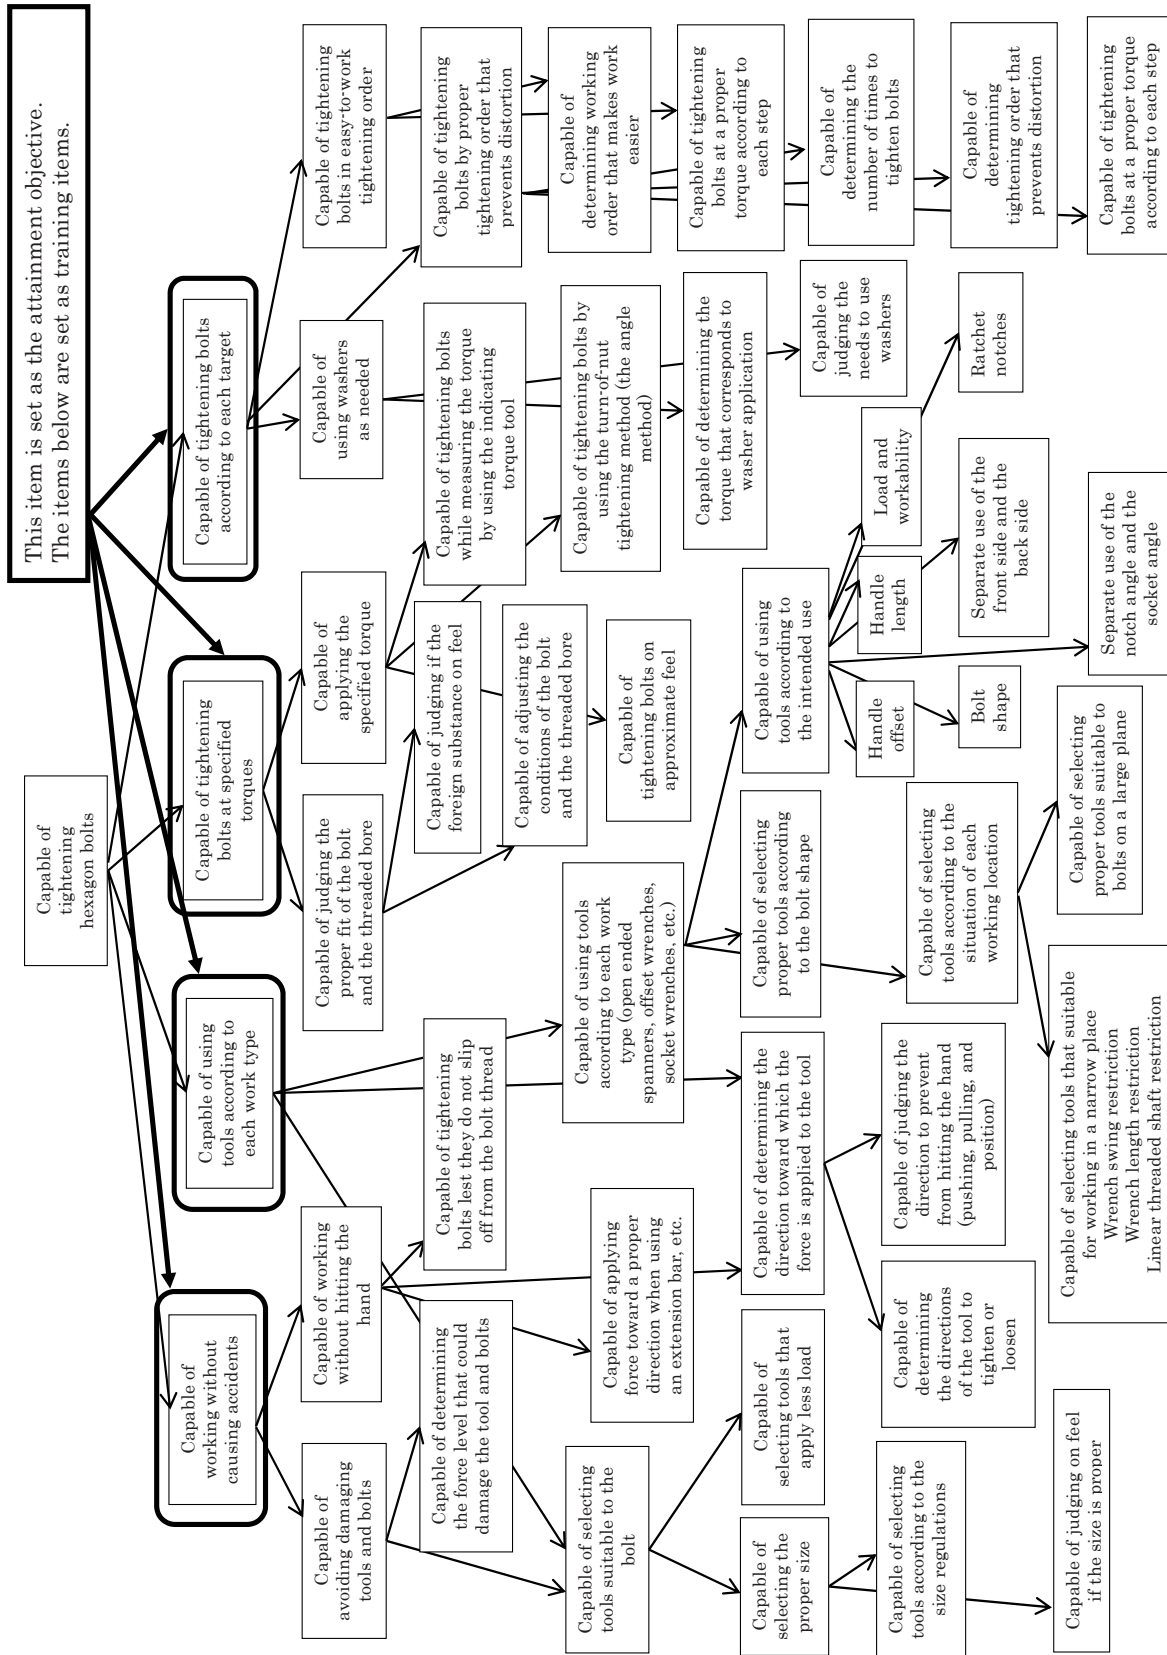 This item is set as the attainment objective.
The items below are set as training items.
Capable of
tightening
hexagon bolts
Capable of
working without
causing accidents
Capable of using
tools according to
each work type
Capable of tightening
bolts at specified
torques
Capable of tightening bolts
according to each target
Capable of
avoiding damaging
tools and bolts
Capable of working
without hitting the
hand
Capable of judging the
proper fit of the bolt
and the threaded bore
Capable of
applying the
specified torque
Capable of
using washers
as needed
Capable of tightening
bolts in easy-to-work
tightening order
Capable of determining
the force level that could
damage the tool and bolts
Capable of tightening
bolts lest they do not slip
off from the bolt thread
Capable of judging if the
foreign substance on feel
Capable of tightening bolts
while measuring the torque
by using the indicating
torque tool
Capable of tightening
bolts by proper
tightening order that
prevents distortion
Capable of adjusting the
conditions of the bolt
and the threaded bore
Capable of selecting
tools suitable to the
bolt
Capable of applying
force toward a proper
direction when using
an extension bar, etc.
Capable of using tools
according to each work
type (open ended
spanners, offset wrenches,
socket wrenches, etc.)
Capable of
tightening bolts on
approximate feel
Capable of tightening bolts by
using the turn-of-nut
tightening method (the angle
method)
Capable of
determining working
order that makes work
easier
Capable of determining the
torque that corresponds to
washer application
Capable of tightening
bolts at a proper
torque according to
each step
Capable of
selecting the
proper size
Capable of
selecting tools that
apply less load
Capable of determining the
direction toward which the
force is applied to the tool
Capable of selecting
proper tools according
to the bolt shape
Capable of using
tools according to
the intended use
Capable of
judging the
needs to use
washers
Capable of
determining the
number of times to
tighten bolts
Handle
offset
Handle
length
Load and
workability
Capable of selecting
tools according to the
size regulations
Capable of
determining
the directions
of the tool to
tighten or
loosen
Capable of judging the
direction to prevent
from hitting the hand
(pushing, pulling, and
position)
Capable of selecting
tools according to the
situation of each
working location
Bolt
shape
Separate use of the
front side and the
back side
Ratchet
notches
Capable of
determining
tightening order that
prevents distortion
Capable of judging on feel
if the size is proper
Capable of selecting tools that suitable
for working in a narrow place
Wrench swing restriction
Wrench length restriction
Linear threaded shaft restriction
Capable of selecting
proper tools suitable to
bolts on a large plane
Separate use of the
notch angle and the
socket angle
Capable of tightening
bolts at a proper torque
according to each step